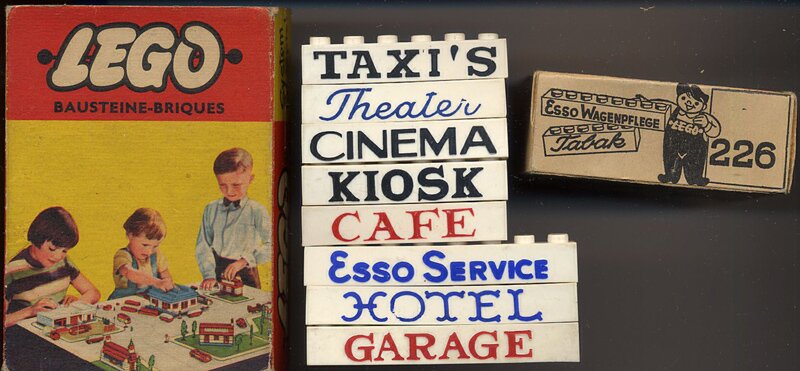 LEGO
BAUSTEINE-BRIQUES
TAXI'S
Theater
CINEMA
KIOSK
CAFE
Esso SERVICE
HOTEL
GARAGE
Esso WAGENPFLEGE
Tabak
LEGO
226